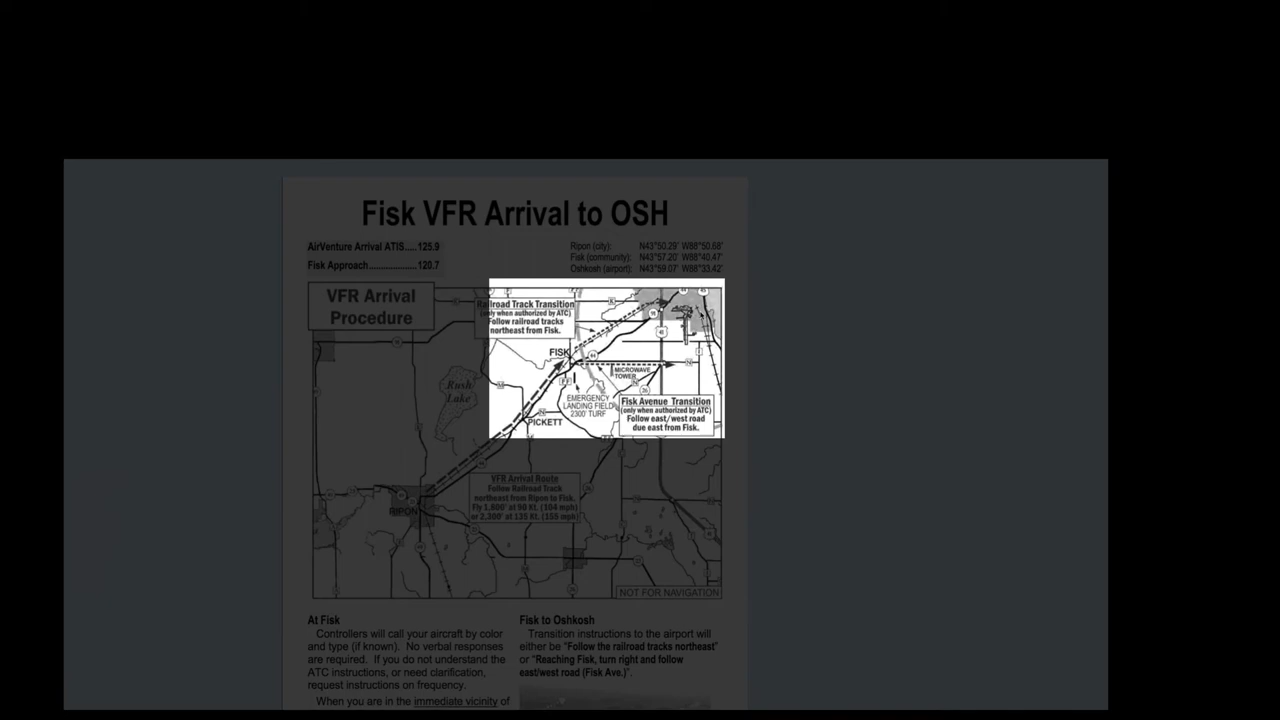 Fisk VFR Arrival to OSH
AirVenture Arrival ATIS.....125.9
Fisk Approach......................120.7
Ripon (city): N43°50.29' W88°50.68'
Fisk (community): N43°57.20' W88°40.47'
Oshkosh (airport): N43°59.07' W88°33.42'
VFR Arrival
Procedure
Railroad Track Transition
(only when authorized by ATC)
Follow railroad tracks
northeast from Fisk.
FISK
MICROWAVE
TOWER
Rush
Lake
EMERGENCY
LANDING FIELD
2300' TURF
Fisk Avenue Transition
(only when authorized by ATC)
Follow east/west road
due east from Fisk.
PICKETT
VFR Arrival Route
Follow Railroad Track
northeast from Ripon to Fisk.
Fly 1,800' at 90 Kt. (104 mph)
or 2,300' at 135 Kt. (155 mph)
RIPON
NOT FOR NAVIGATION
At Fisk
Controllers will call your aircraft by color
and type (if known). No verbal responses
are required. If you do not understand the
ATC instructions, or need clarification,
request instructions on frequency.
When you are in the immediate vicinity of
Fisk to Oshkosh
Transition instructions to the airport will
either be "Follow the railroad tracks northeast"
or "Reaching Fisk, turn right and follow
east/west road (Fisk Ave.)".